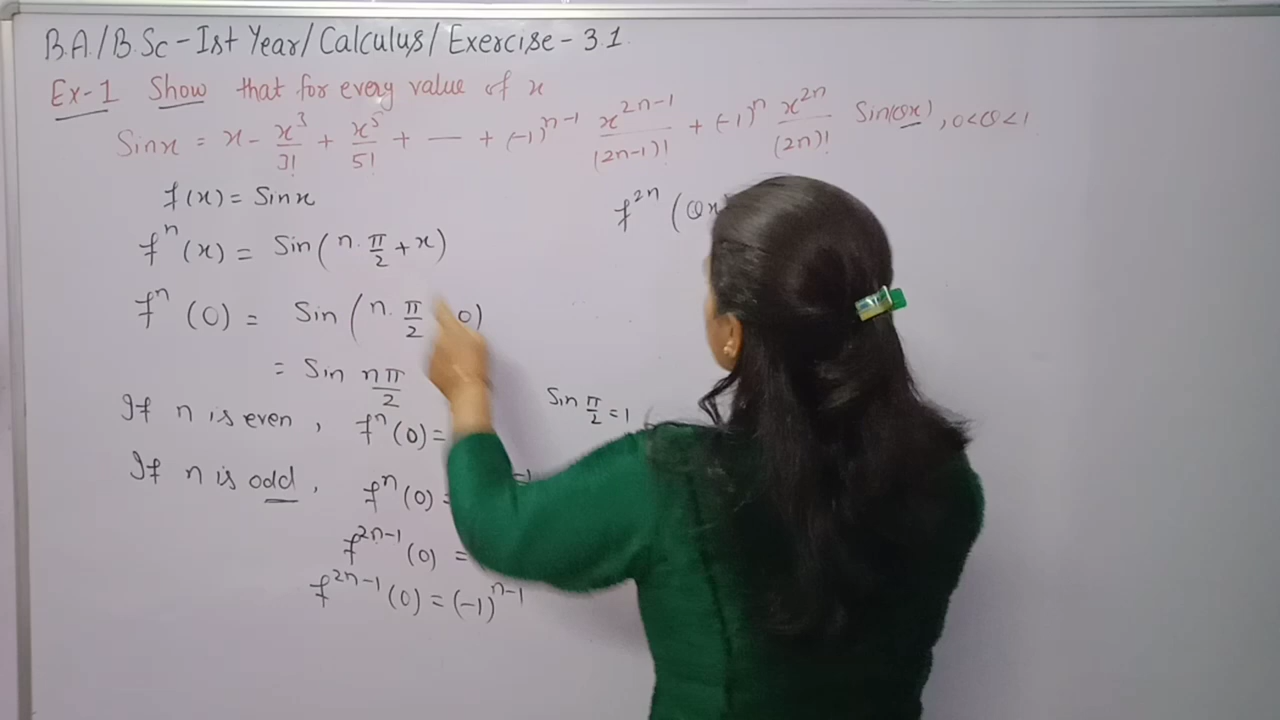 B.A./B.Sc-Ist Year/Calculus/Exercise-3.1.
Ex-1 Show that for every value of x
Sinx = x - x^3/3! + x^5/5! + — + (-1)^{n-1} x^{2n-1}/(2n-1)! + (-1)^n x^{2n}/(2n)! Sin(θx), 0<θ<1
f(x) = Sinx
f^n(x) = Sin(n.π/2+x)
f^n(0) = Sin(n.π/2 0)
= Sin nπ/2
If n is even, f^n(0)=
If n is odd, f^n(0)=
f^{2n-1}(0) =
f^{2n-1}(0) = (-1)^{n-1}
f^{2n}(θx
Sin π/2 = 1